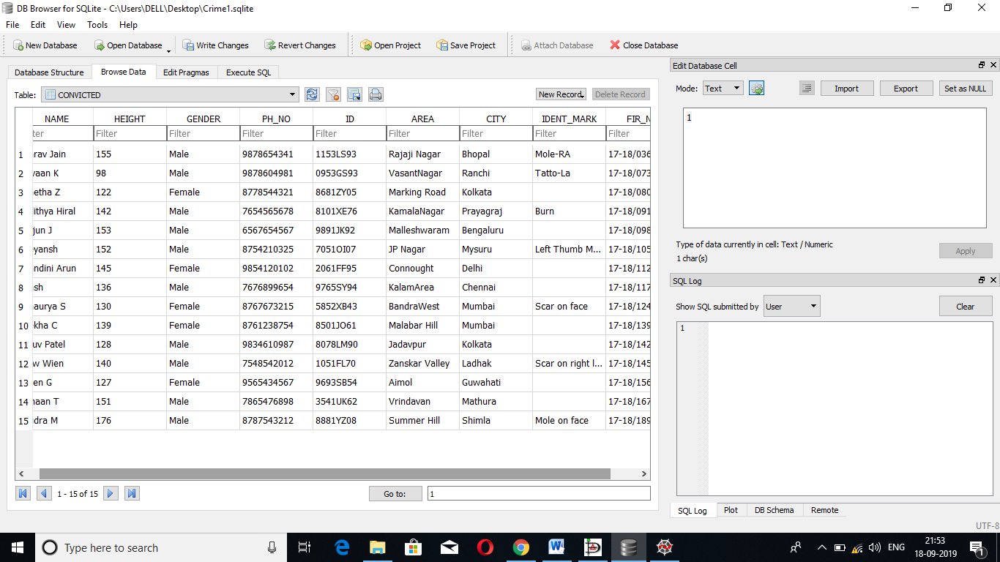 DB Browser for SQLite - C:\Users\DELL\Desktop\Crime1.sqlite
File Edit View Tools Help
New Database Open Database Write Changes Revert Changes Open Project Save Project Attach Database Close Database
Database Structure Browse Data Edit Pragmas Execute SQL
Table: CONVICTED New Record Delete Record
NAME HEIGHT GENDER PH_NO ID AREA CITY IDENT_MARK FIR_N
ter Filter Filter Filter Filter Filter Filter Filter Filter
1 rav Jain 155 Male 9878654341 1153LS93 Rajaji Nagar Bhopal Mole-RA 17-18/036
2 vaan K 98 Male 9878604981 0953GS93 VasantNagar Ranchi Tatto-La 17-18/073
3 etha Z 122 Female 8778544321 8681ZY05 Marking Road Kolkata 17-18/080
4 ithya Hiral 142 Male 7654565678 8101XE76 KamalaNagar Prayagraj Burn 17-18/091
5 jun J 153 Male 6567654567 9891JK92 Malleshwaram Bengaluru 17-18/098
6 yansh 152 Male 8754210325 7051OI07 JP Nagar Mysuru Left Thumb M... 17-18/105
7 ndini Arun 145 Female 9854120102 2061FF95 Connought Delhi 17-18/112
8 sh 136 Male 7676899654 9765SY94 KalamArea Chennai 17-18/117
9 aurya S 130 Female 8767673215 5852XB43 BandraWest Mumbai Scar on face 17-18/124
10 kha C 139 Female 8761238754 8501JO61 Malabar Hill Mumbai 17-18/139
11 uv Patel 128 Male 9834610987 8078LM90 Jadavpur Kolkata 17-18/142
12 w Wien 140 Male 7548542012 1051FL70 Zanskar Valley Ladhak Scar on right l... 17-18/145
13 en G 127 Female 9565434567 9693SB54 Aimol Guwahati 17-18/156
14 haan T 151 Male 7865476898 3541UK62 Vrindavan Mathura 17-18/167
15 dra M 176 Male 8787543212 8881YZ08 Summer Hill Shimla Mole on face 17-18/189
1 - 15 of 15 Go to: 1
Edit Database Cell
Mode: Text Import Export Set as NULL
1
Type of data currently in cell: Text / Numeric
1 char(s)
Apply
SQL Log
Show SQL submitted by User Clear
1
SQL Log Plot DB Schema Remote
UTF-8
Type here to search
ENG 21:53
18-09-2019
1